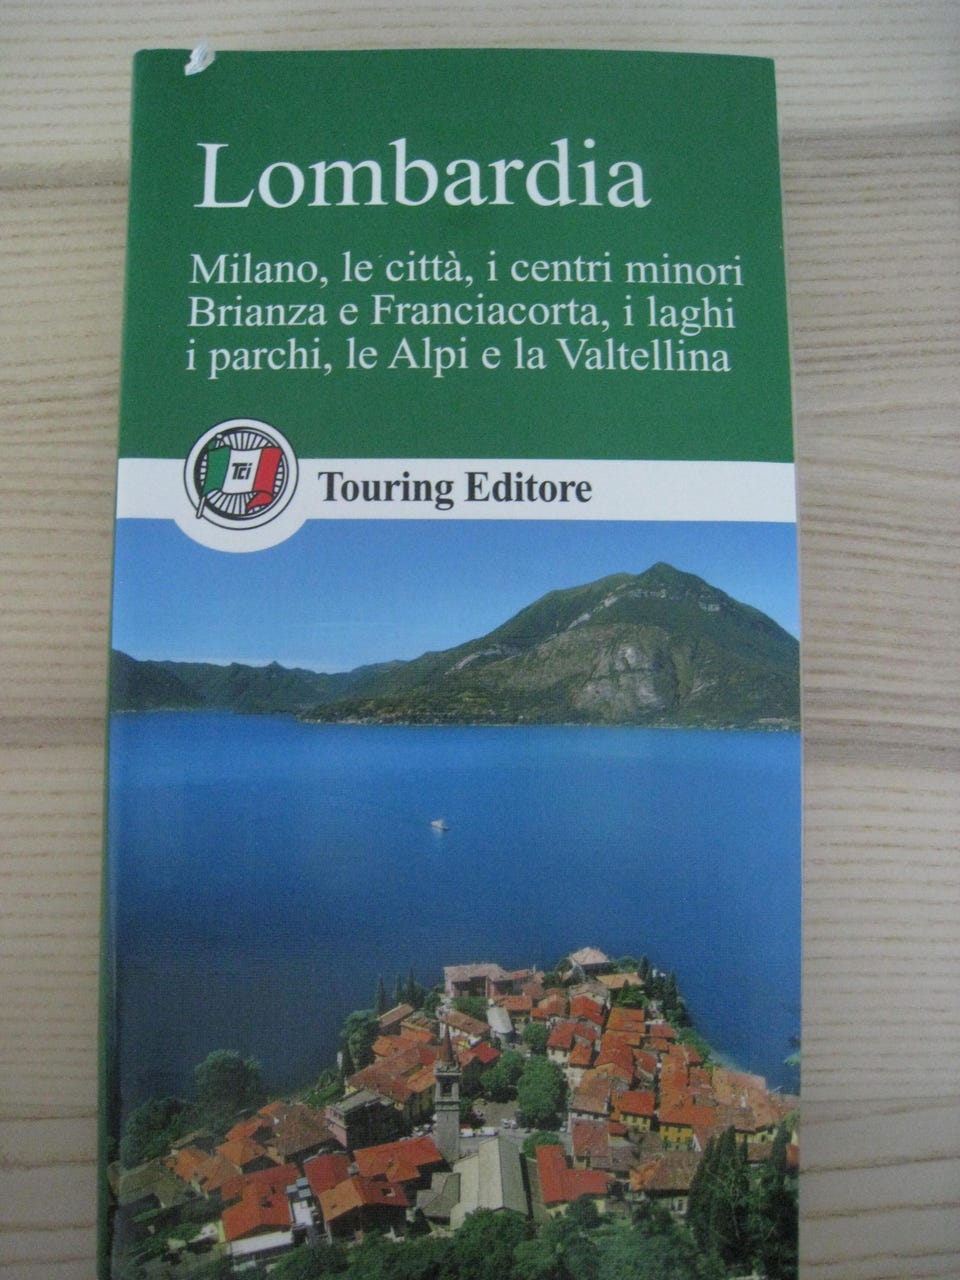 Lombardia
Milano, le città, i centri minori
Brianza e Franciacorta, i laghi
i parchi, le Alpi e la Valtellina
Tci
Touring Editore